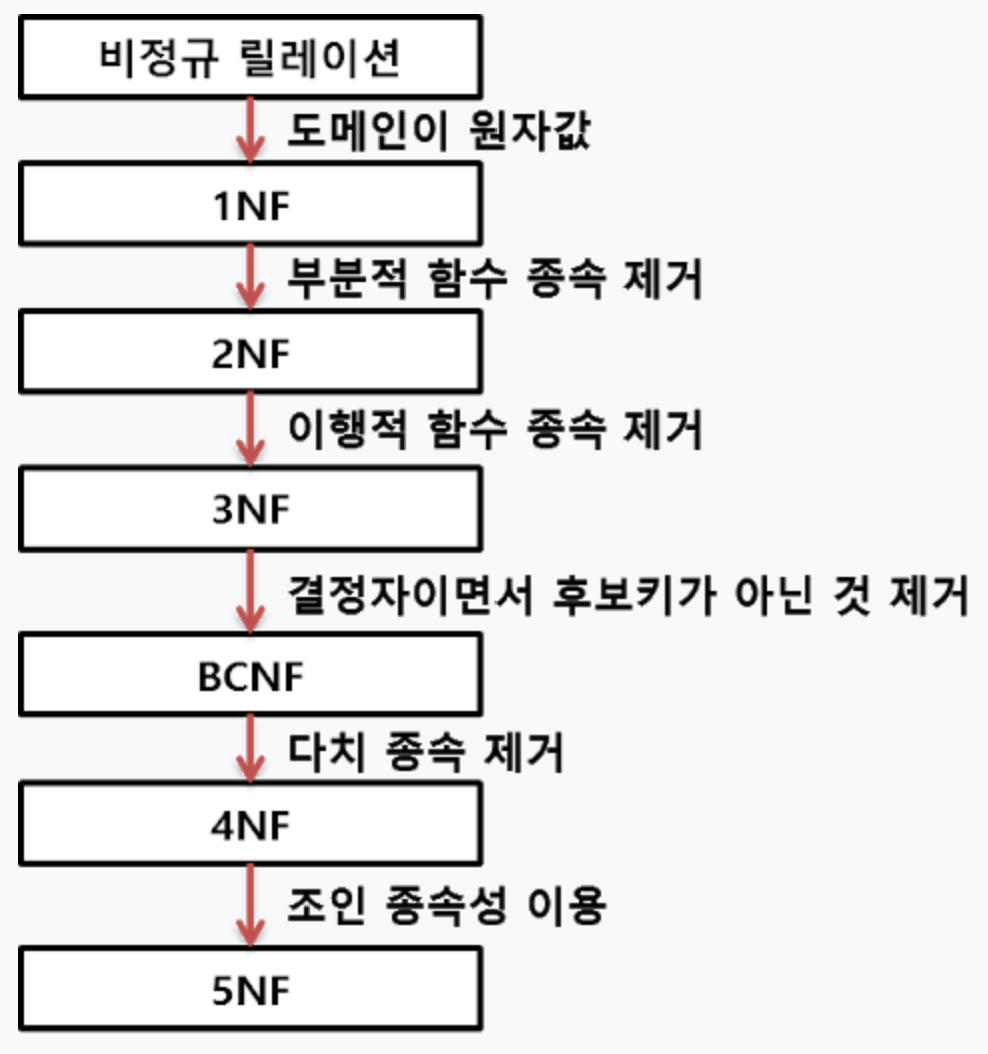 비정규 릴레이션
도메인이 원자값
1NF
부분적 함수 종속 제거
2NF
이행적 함수 종속 제거
3NF
결정자이면서 후보키가 아닌 것 제거
BCNF
다치 종속 제거
4NF
조인 종속성 이용
5NF